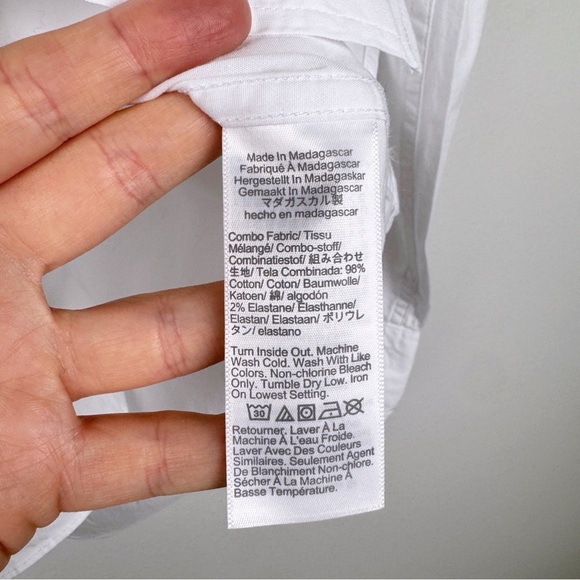 Made In Madagascar
Fabriqué À Madagascar
Hergestellt In Madagaskar
Gemaakt In Madagascar
マダガスカル製
hecho en madagascar
Combo Fabric/ Tissu
Mélangé/ Combo-stoff/
Combinatiestof/ 組み合わせ
生地/ Tela Combinada: 98%
Cotton/ Coton/ Baumwolle/
Katoen/ 綿/ algodón
2% Elastane/ Élasthanne/
Elastan/ Elastaan/ ポリウレ
タン/ elastano
Turn Inside Out. Machine
Wash Cold. Wash With Like
Colors. Non-chlorine Bleach
Only. Tumble Dry Low. Iron
On Lowest Setting.
30
Retourner. Laver À La
Machine À L'eau Froide.
Laver Avec Des Couleurs
Similaires. Seulement Agent
De Blanchiment Non-chlore.
Sécher À La Machine À
Basse Température.